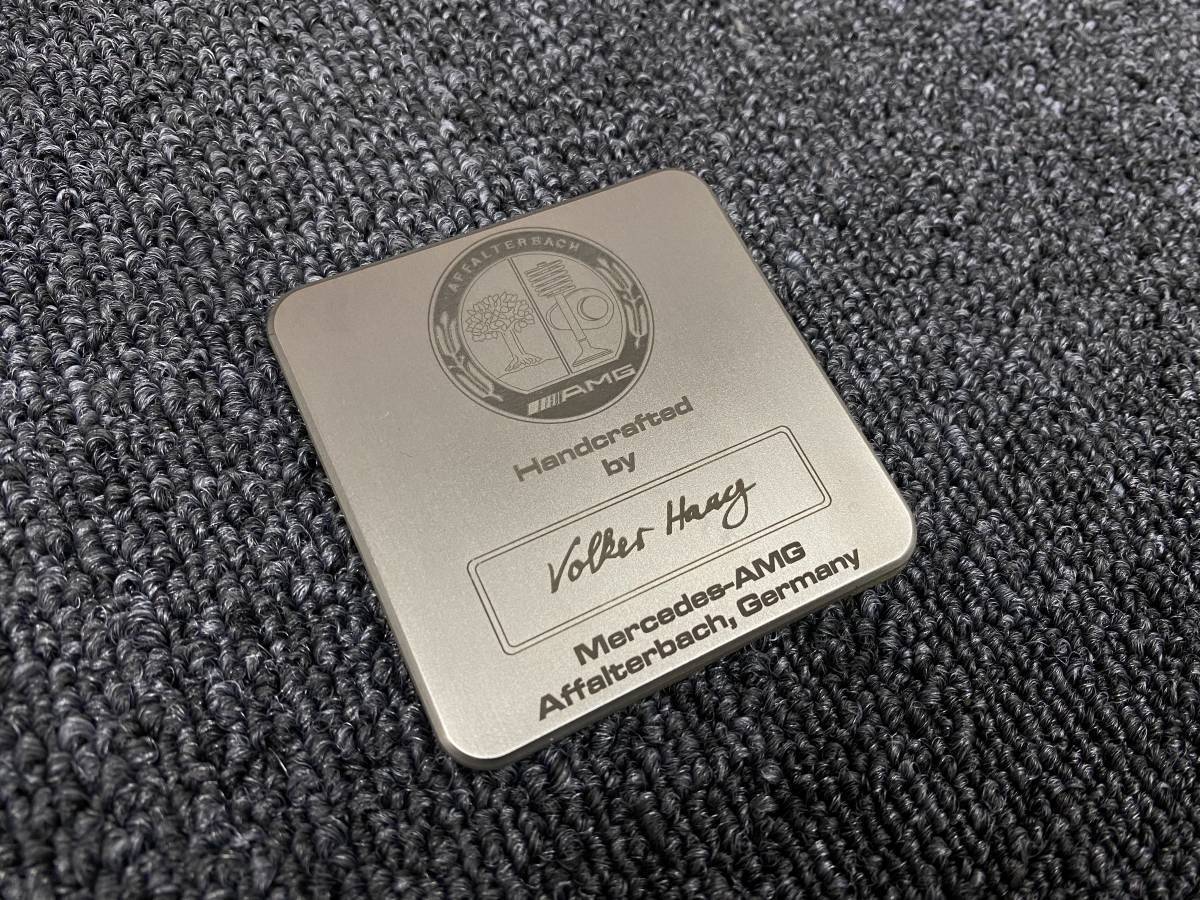 AFFALTERBACH
AMG
Handcrafted
by
Volker Haag
Mercedes-AMG
Affalterbach, Germany